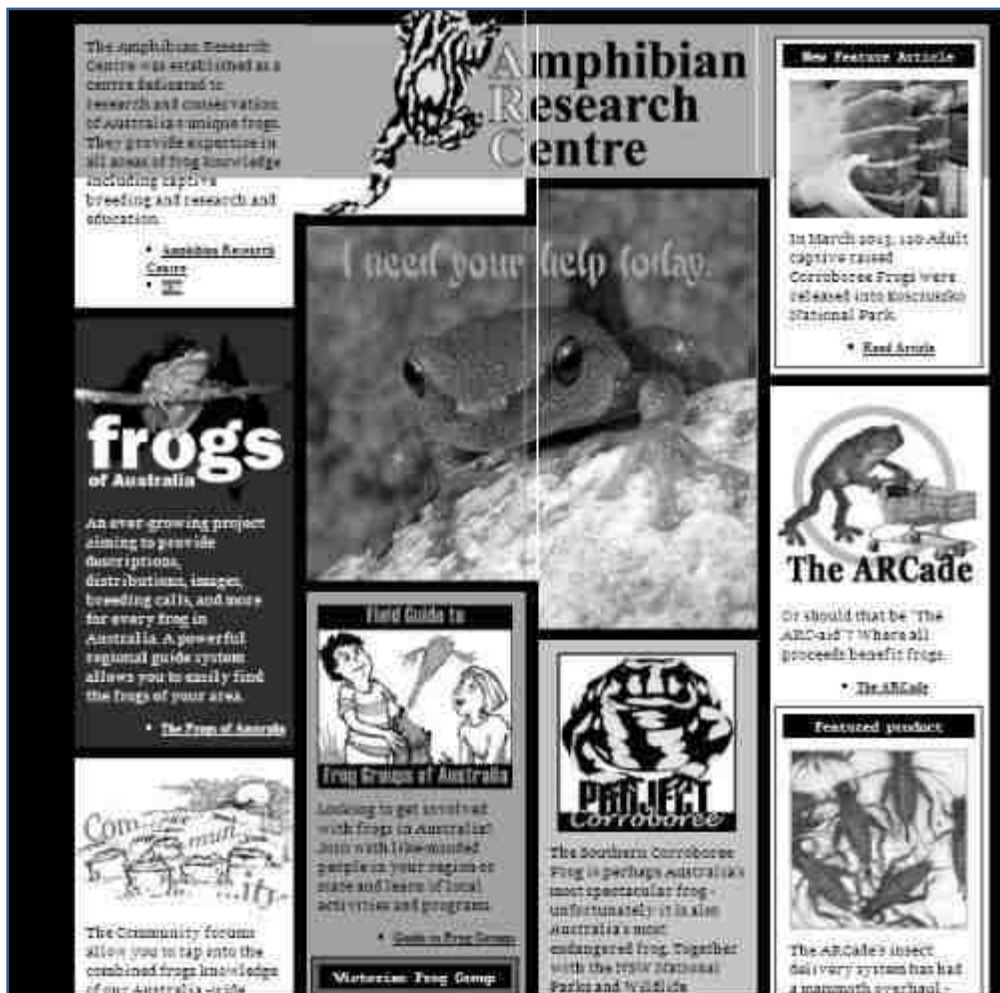 The Amphibian Research
Centre was established as a
centre dedicated to
research and conservation
of Australia's unique frogs.
They provide expertise in
all areas of frog knowledge
including captive
breeding and research and
education.
Amphibian Research
Centre
frogs
of Australia
An ever-growing project
aiming to provide
descriptions,
distributions, images,
breeding calls, and more
for every frog in
Australia. A powerful
regional guide system
allows you to easily find
the frogs of your area.
The Frogs of Australia
Com... mun...
...ity...
The Community forums
allow you to tap into the
combined frogs knowledge
of our Australia-wide
Amphibian
Research
Centre
I need your help today.
Field Guide to
Frog Groups of Australia
Looking to get involved
with frogs in Australia?
Join with like-minded
people in your region or
state and learn of local
activities and programs.
Guide to Frog Groups
Victorian Frog Group
PROJECT
Corroboree
The Southern Corroboree
Frog is perhaps Australia's
most spectacular frog -
unfortunately it is also
Australia's most
endangered frog. Together
with the NSW National
Parks and Wildlife
New Feature Article
In March 2013, 120 Adult
captive raised
Corroboree Frogs were
released into Kosciuszko
National Park.
Read Article
The ARCade
Or should that be 'The
ARC-aid'? Where all
proceeds benefit frogs.
The ARCade
Featured product
The ARCade's insect
delivery system has had
a mammoth overhaul -